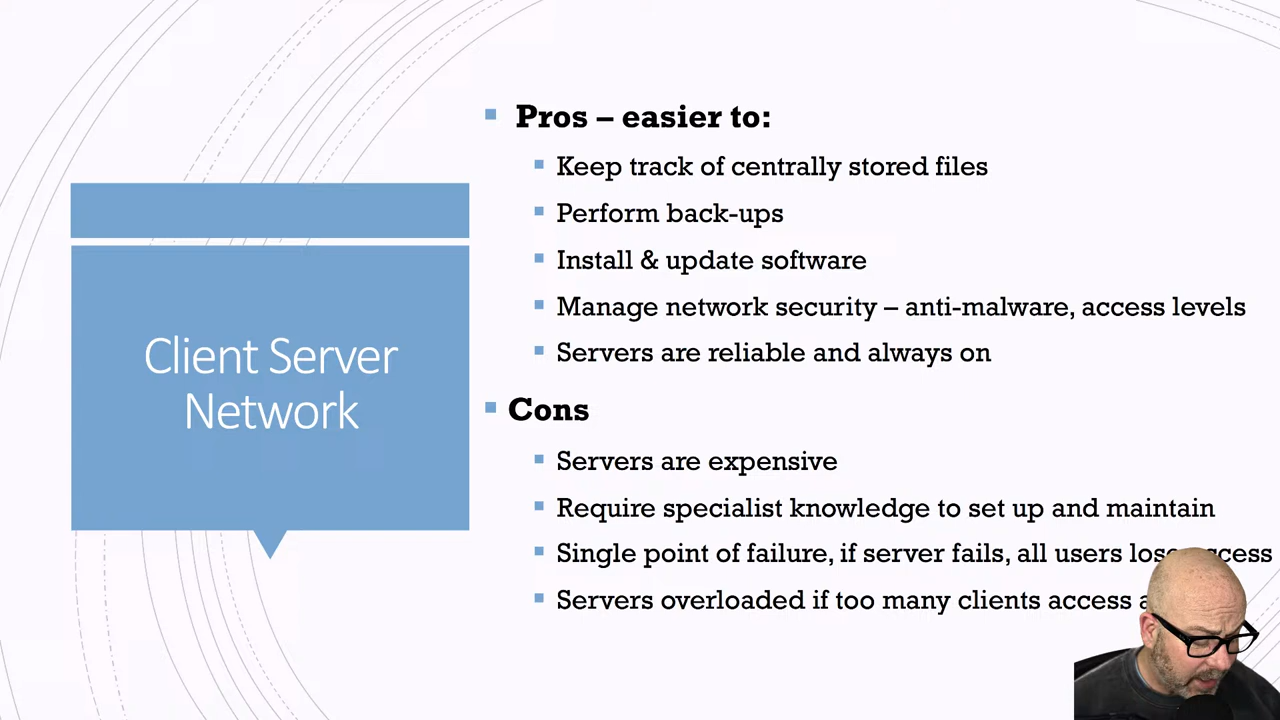 Client Server
Network
Pros – easier to:
Keep track of centrally stored files
Perform back-ups
Install & update software
Manage network security – anti-malware, access levels
Servers are reliable and always on
Cons
Servers are expensive
Require specialist knowledge to set up and maintain
Single point of failure, if server fails, all users lose access
Servers overloaded if too many clients access